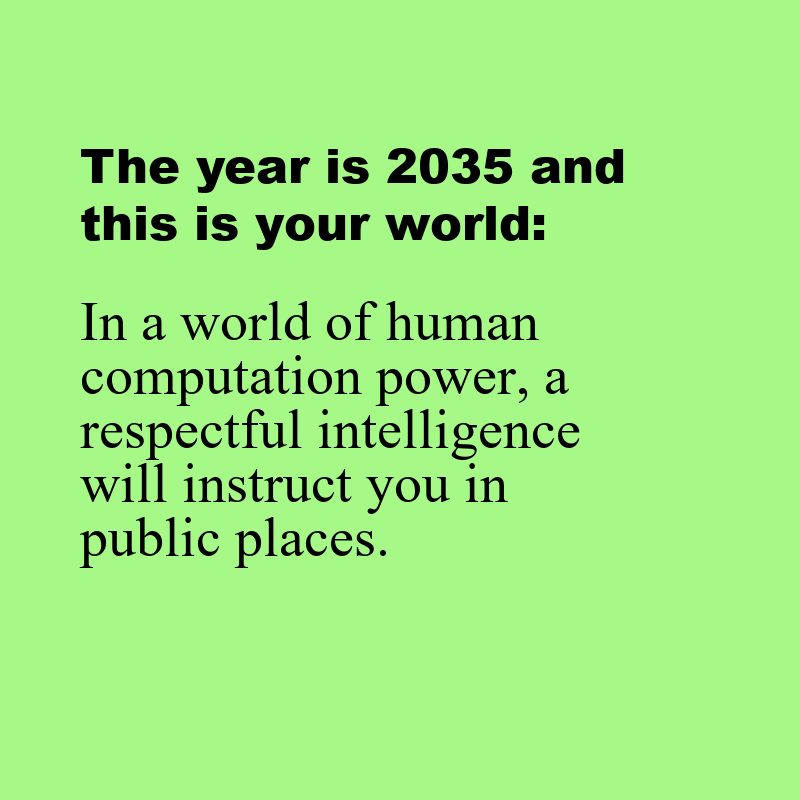 The year is 2035 and
this is your world:
In a world of human
computation power, a
respectful intelligence
will instruct you in
public places.